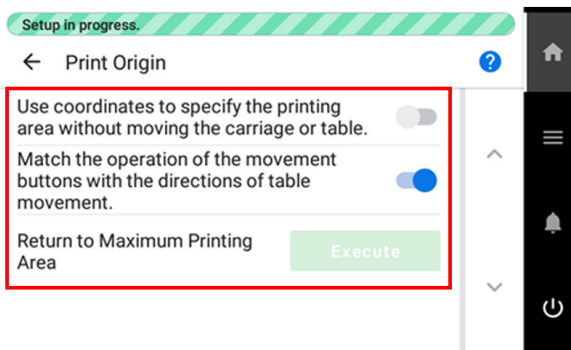 Setup in progress.
Print Origin
?
Use coordinates to specify the printing
area without moving the carriage or table.
Match the operation of the movement
buttons with the directions of table
movement.
Return to Maximum Printing
Area
Execute